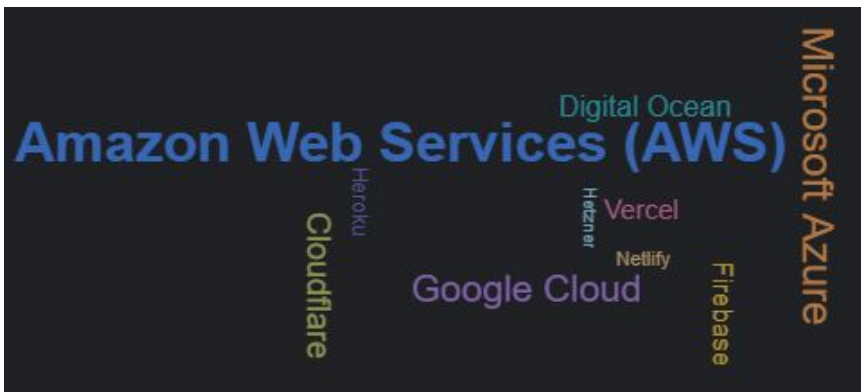 Microsoft Azure
Digital Ocean
Amazon Web Services (AWS)
Heroku
Hetzner
Vercel
Cloudflare
Netlify
Firebase
Google Cloud